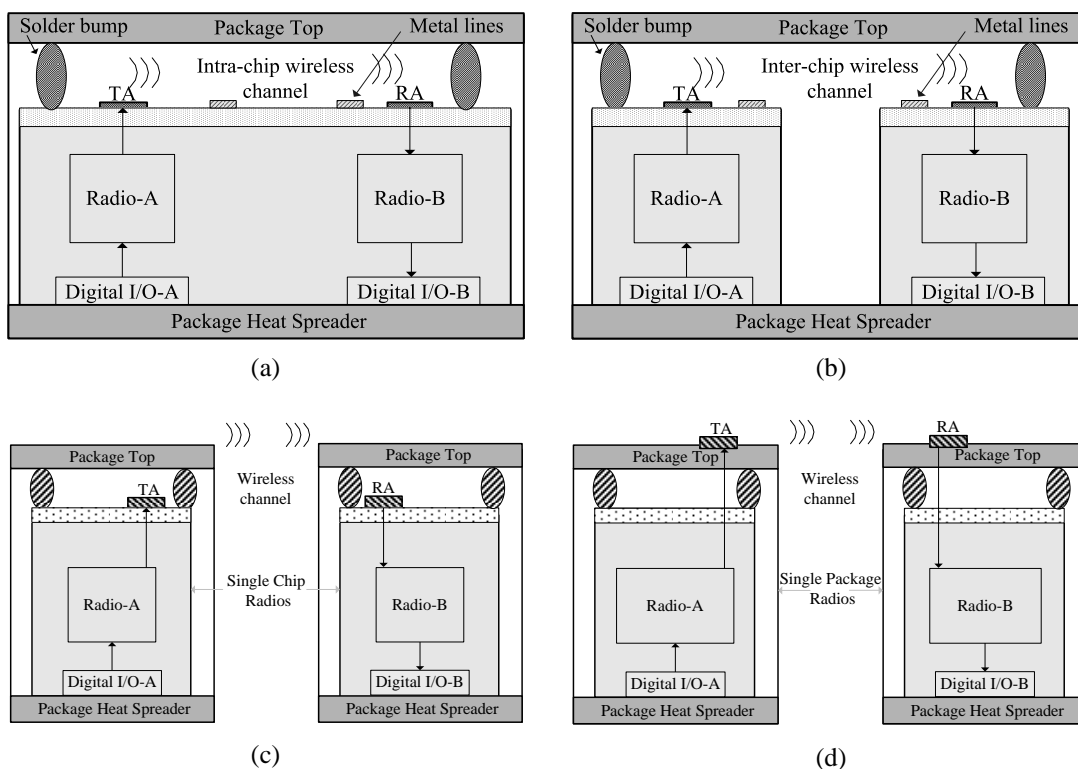 Solder bump
Package Top
Metal lines
Intra-chip wireless
channel
TA
RA
Radio-A
Radio-B
Digital I/O-A
Digital I/O-B
Package Heat Spreader
(a)
Solder bump
Package Top
Metal lines
Inter-chip wireless
channel
TA
RA
Radio-A
Radio-B
Digital I/O-A
Digital I/O-B
Package Heat Spreader
(b)
Package Top
Package Top
Wireless
channel
TA
RA
Single Chip
Radios
Radio-A
Radio-B
Digital I/O-A
Digital I/O-B
Package Heat Spreader
Package Heat Spreader
(c)
TA
RA
Package Top
Package Top
Wireless
channel
Single Package
Radios
Radio-A
Radio-B
Digital I/O-A
Digital I/O-B
Package Heat Spreader
Package Heat Spreader
(d)